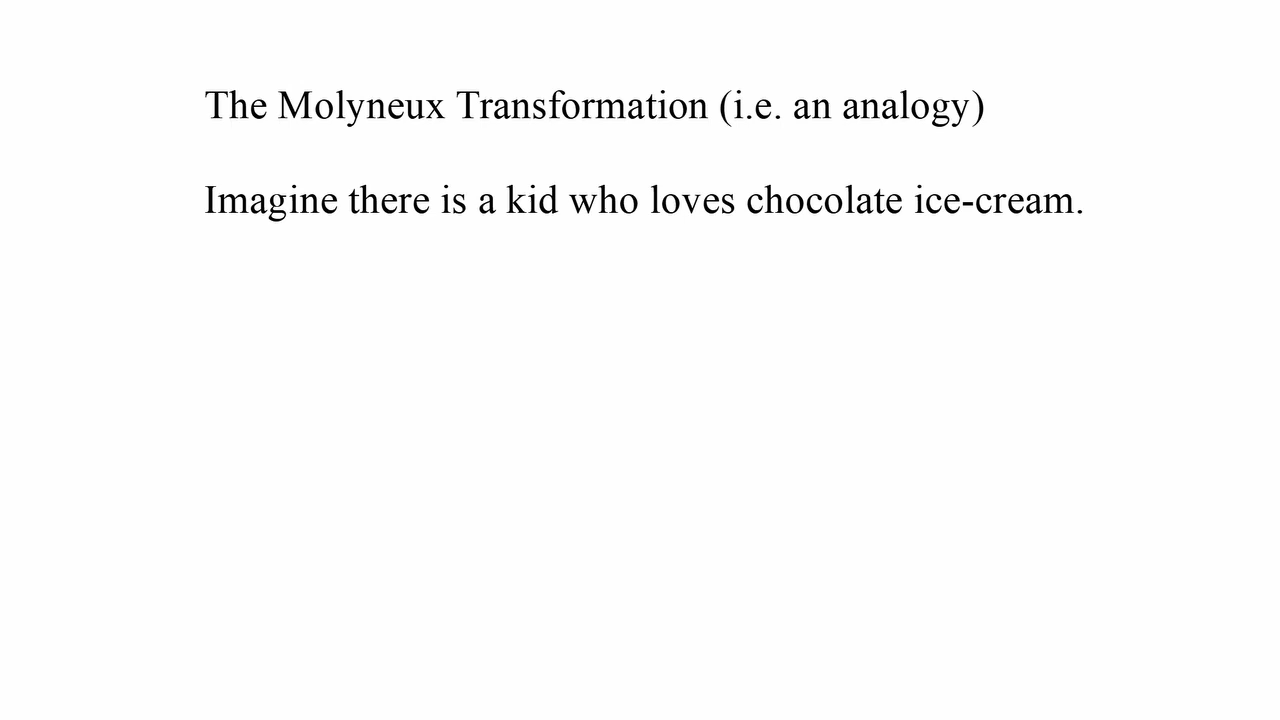 The Molyneux Transformation (i.e. an analogy)
Imagine there is a kid who loves chocolate ice-cream.